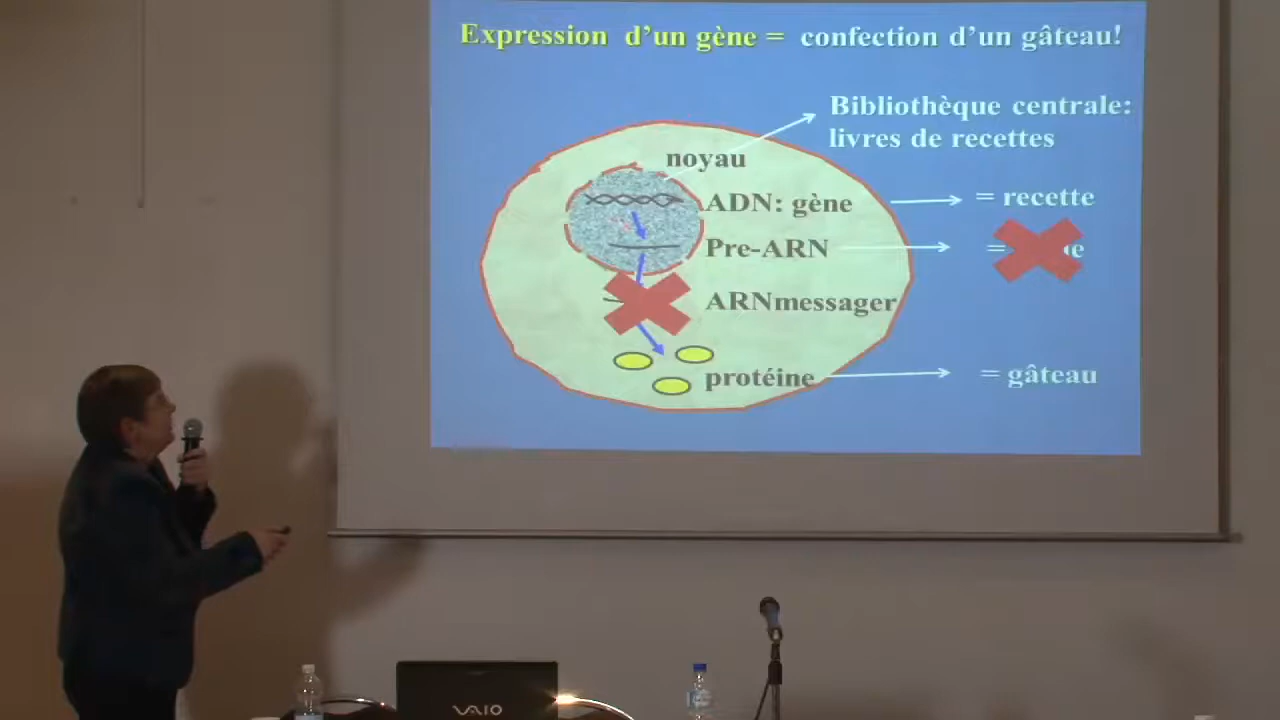 Expression d'un gène = confection d'un gâteau!
Bibliothèque centrale:
livres de recettes
noyau
ADN: gène
= recette
Pre-ARN
=
ARNmessager
protéine
= gâteau
VAIO